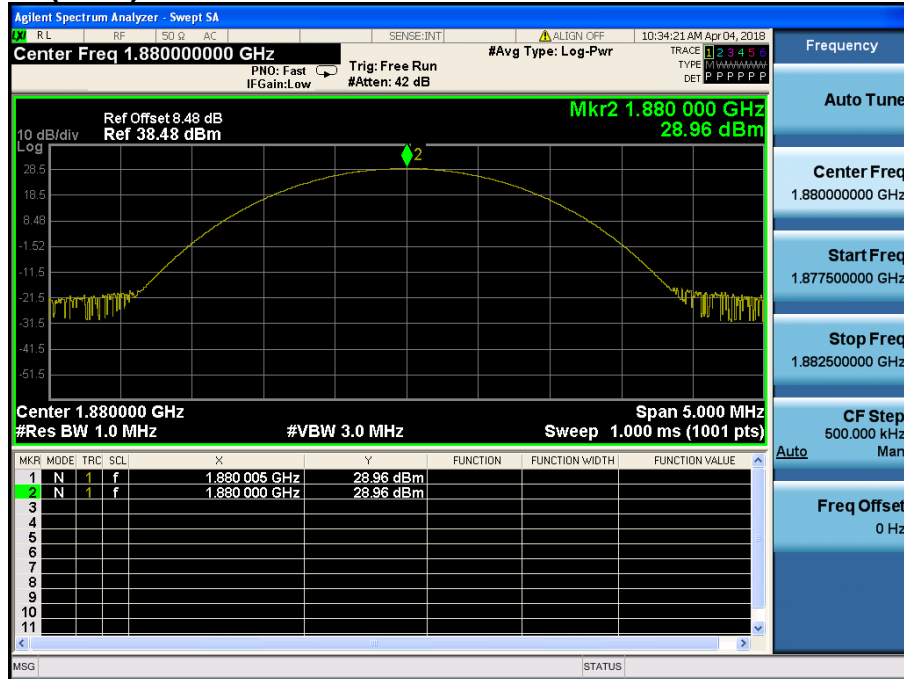 Agilent Spectrum Analyzer - Swept SA
LXI RL RF 50 Ω AC SENSE:INT ALIGN OFF 10:34:21 AM Apr 04, 2018
Center Freq 1.880000000 GHz
PNO: Fast
IFGain:Low
Trig: Free Run
#Atten: 42 dB
#Avg Type: Log-Pwr
TRACE 1 2 3 4 5 6
TYPE M WWWWW
DET P P P P P P
Ref Offset 8.48 dB
10 dB/div Ref 38.48 dBm
Log
Mkr2 1.880 000 GHz
28.96 dBm
2
28.5
18.5
8.48
-1.52
-11.5
-21.5
-31.5
-41.5
-51.5
Center 1.880000 GHz Span 5.000 MHz
#Res BW 1.0 MHz #VBW 3.0 MHz Sweep 1.000 ms (1001 pts)
MKR MODE TRC SCL X Y FUNCTION FUNCTION WIDTH FUNCTION VALUE
1 N 1 f 1.880 005 GHz 28.96 dBm
2 N 1 f 1.880 000 GHz 28.96 dBm
3
4
5
6
7
8
9
10
11
MSG STATUS
Frequency
Auto Tune
Center Freq
1.880000000 GHz
Start Freq
1.877500000 GHz
Stop Freq
1.882500000 GHz
CF Step
500.000 kHz
Auto Man
Freq Offset
0 Hz